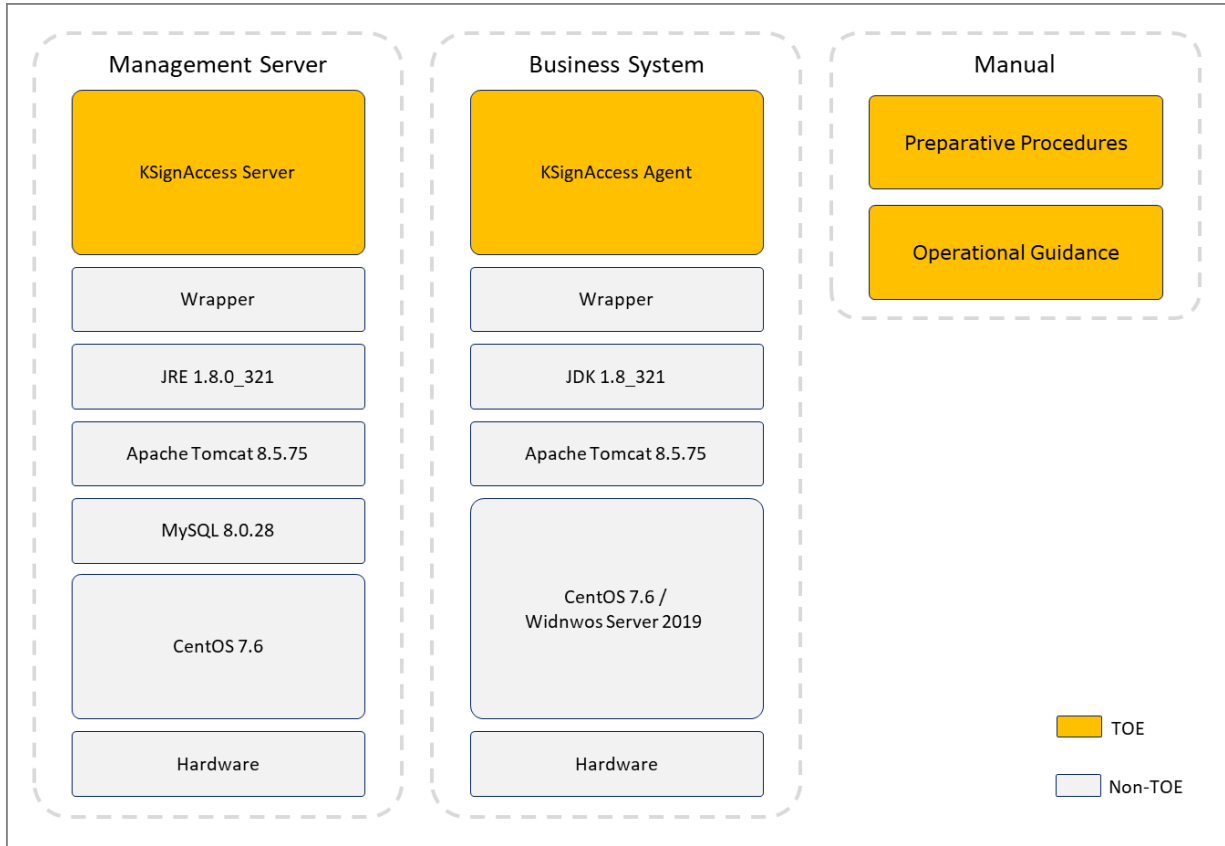 Management Server
KSignAccess Server
Wrapper
JRE 1.8.0_321
Apache Tomcat 8.5.75
MySQL 8.0.28
CentOS 7.6
Hardware
Business System
KSignAccess Agent
Wrapper
JDK 1.8_321
Apache Tomcat 8.5.75
CentOS 7.6 /
Widnwos Server 2019
Hardware
Manual
Preparative Procedures
Operational Guidance
TOE
Non-TOE